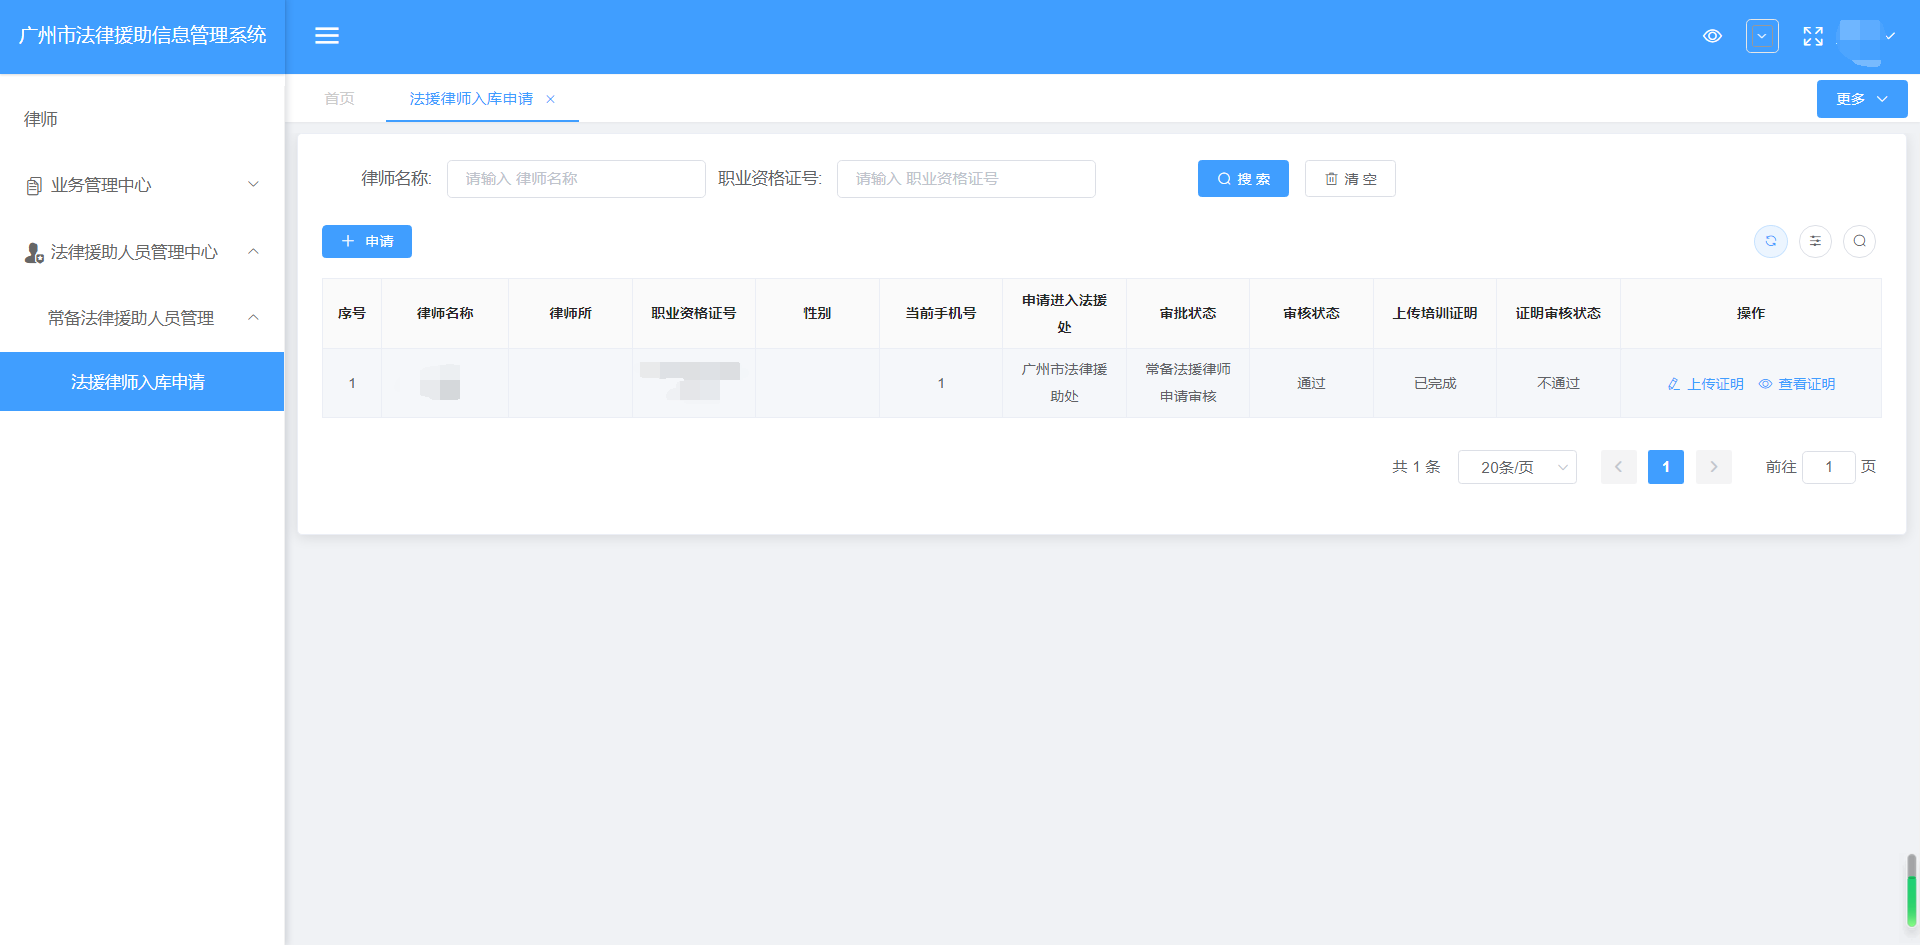 广州市法律援助信息管理系统
律师
业务管理中心
法律援助人员管理中心
常备法律援助人员管理
法援律师入库申请
首页
法援律师入库申请
更多
律师名称:
请输入 律师名称
职业资格证号:
请输入 职业资格证号
搜 索
清 空
申请
序号
律师名称
律师所
职业资格证号
性别
当前手机号
申请进入法援
处
审批状态
审核状态
上传培训证明
证明审核状态
操作
1
1
广州市法律援
助处
常备法援律师
申请审核
通过
已完成
不通过
上传证明
查看证明
共 1 条
20条/页
1
前往
1
页